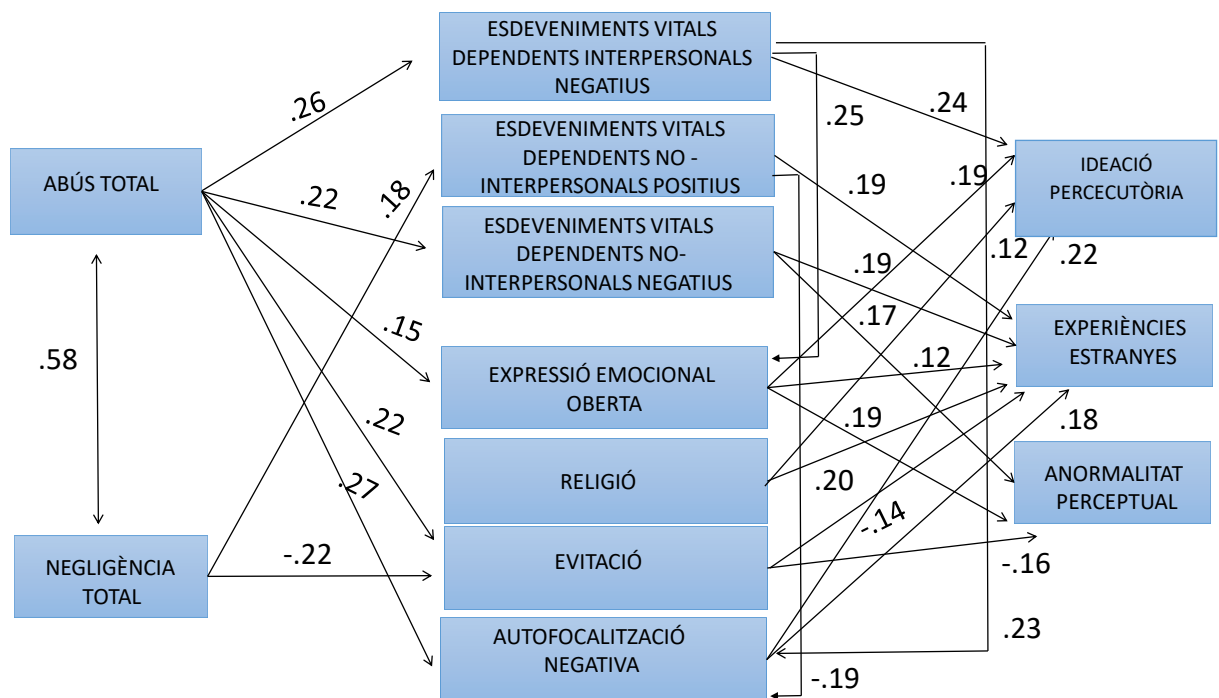 ESDEVENIMENTS VITALS
DEPENDENTS INTERPERSONALS
NEGATIUS
.26
.25
.24
ESDEVENIMENTS VITALS
DEPENDENTS NO -
INTERPERSONALS POSITIUS
ABÚS TOTAL
IDEACIÓ
PERCECUTÒRIA
.18
.22
.19
.19
ESDEVENIMENTS VITALS
DEPENDENTS NO-
INTERPERSONALS NEGATIUS
.19
.12
.22
.15
.17
EXPERIÈNCIES
ESTRANYES
.58
EXPRESSIÓ EMOCIONAL
OBERTA
.12
.22
.19
.18
.27
RELIGIÓ
.20
ANORMALITAT
PERCEPTUAL
-.14
NEGLIGÈNCIA
TOTAL
-.22
EVITACIÓ
-.16
AUTOFOCALITZACIÓ
NEGATIVA
.23
-.19